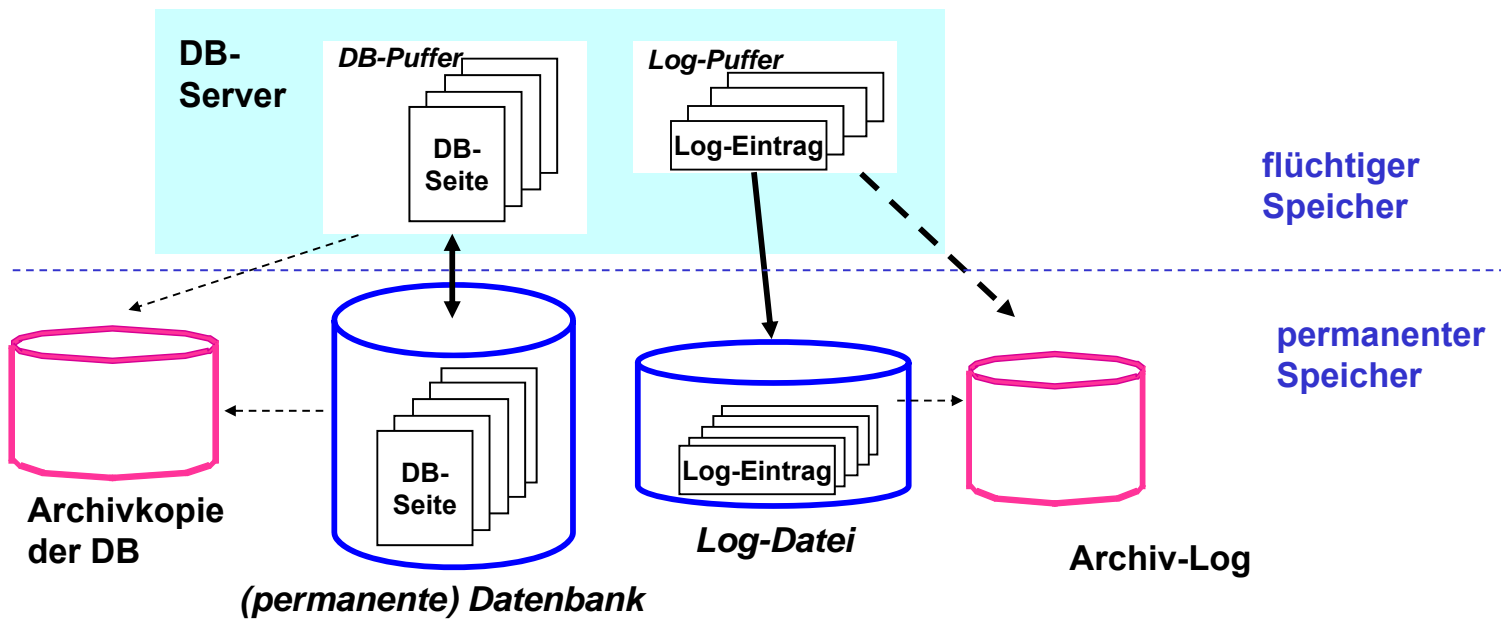 DB-
Server
DB-Puffer
DB-
Seite
Log-Puffer
Log-Eintrag
flüchtiger
Speicher
permanenter
Speicher
DB-
Seite
Log-Eintrag
Archivkopie
der DB
(permanente) Datenbank
Log-Datei
Archiv-Log